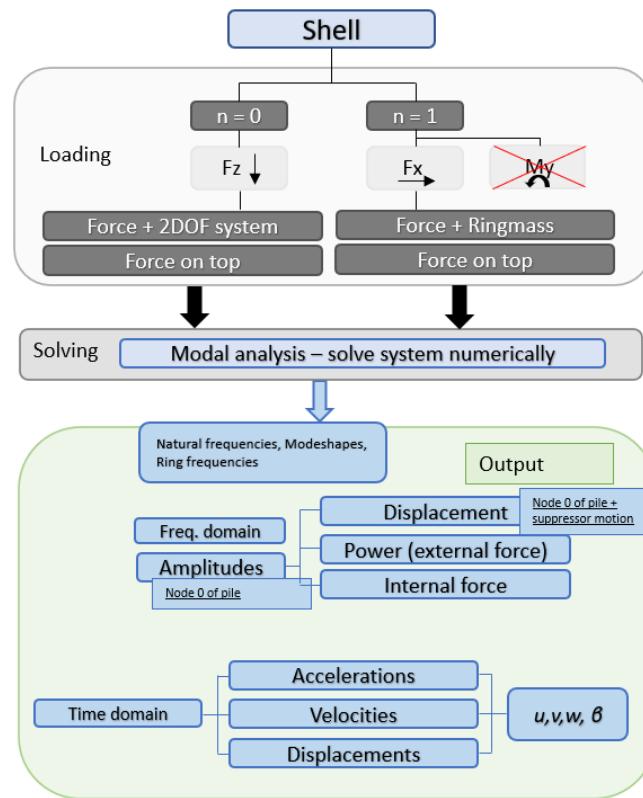 Shell
n = 0
n = 1
Loading
Fz
Fx
My
Force + 2DOF system
Force + Ringmass
Force on top
Force on top
Solving
Modal analysis – solve system numerically
Natural frequencies, Modeshapes,
Ring frequencies
Output
Displacement
Node 0 of pile +
suppressor motion
Freq. domain
Power (external force)
Amplitudes
Node 0 of pile
Internal force
Accelerations
Time domain
Velocities
u,v,w, β
Displacements